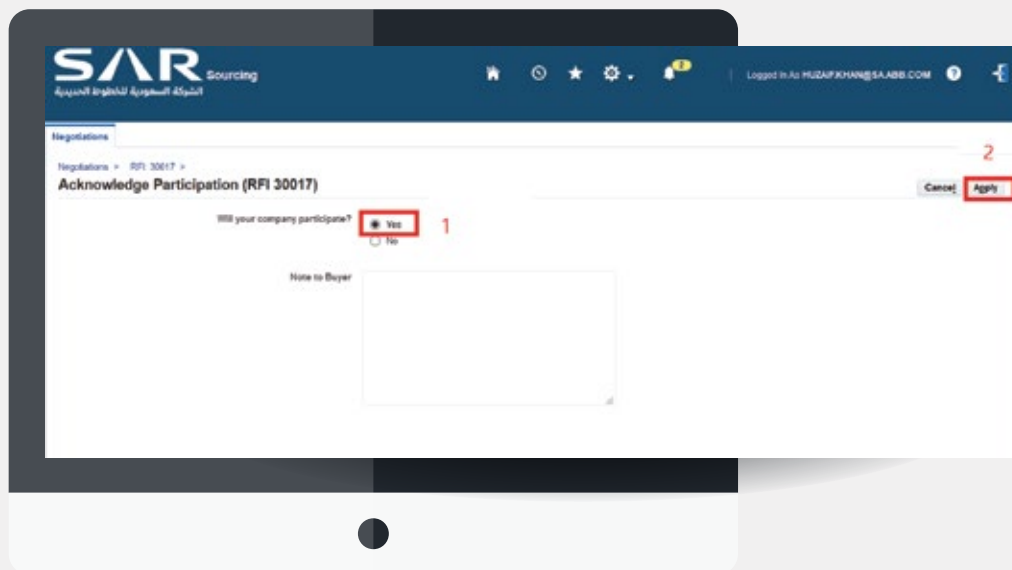 SAR Sourcing
الشركة السعودية للخطوط الحديدية
2
Logged In As HUZAIF.KHAN@SA.ABB.COM
?
Negotiations
Negotiations > RFI 30017 >
Acknowledge Participation (RFI 30017)
2
Cancel Apply
Will your company participate?
Yes
1
No
Note to Buyer